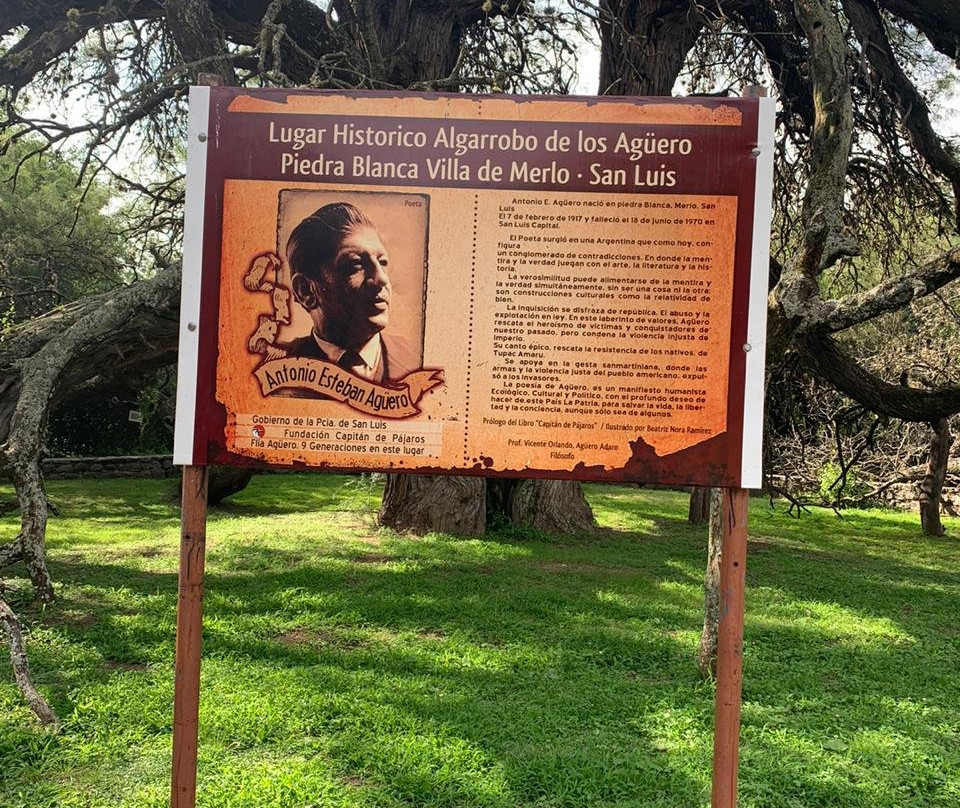 Lugar Historico Algarrobo de los Agüero
Piedra Blanca Villa de Merlo · San Luis
Poeta
Antonio Esteban Agüero
Gobierno de la Pcia. de San Luis
Fundación Capitán de Pájaros
Flia Agüero. 9 Generaciones en este lugar
Antonio E. Agüero nació en piedra Blanca, Merlo, San
Luis
El 7 de febrero de 1917 y falleció el 18 de junio de 1970 en
San Luis Capital.
El Poeta surgió en una Argentina que como hoy, con-
figura
un conglomerado de contradicciones. En donde la men-
tira y la verdad juegan con el arte, la literatura y la his-
toria.
La verosimilitud puede alimentarse de la mentira y
la verdad simultáneamente, sin ser una cosa ni la otra;
son construcciones culturales como la relatividad de
bien.
La inquisición se disfraza de república. El abuso y la
explotación en ley. En este laberinto de valores, Agüero
rescata el heroísmo de víctimas y conquistadores de
nuestro pasado, pero condena la violencia injusta de
imperio.
Su canto épico, rescata la resistencia de los nativos, de
Tupac Amaru.
Se apoya en la gesta sanmartiniana, donde las
armas y la violencia juste del pueblo americano, expul-
só a los invasores.
La poesía de Agüero, es un manifiesto humanista
Ecológico, Cultural y Político, con el profundo deseo de
hacer de este País La Patria, para salvar la vida, la liber-
tad y la conciencia, aunque sólo sea de algunos.
Prólogo del Libro "Capitán de Pájaros" / Ilustrado por Beatriz Nora Ramírez
Prof. Vicente Orlando, Agüero Adaro
Filósofo